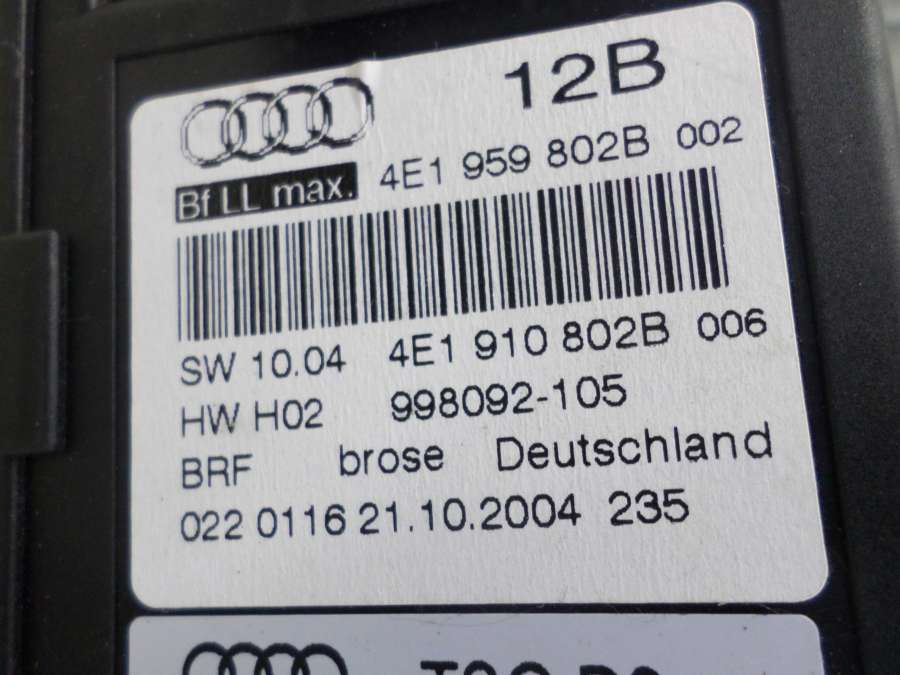 12B
Bf LL max. 4E1 959 802B 002
SW 10.04 4E1 910 802B 006
HW H02 998092-105
BRF brose Deutschland
022 0116 21.10.2004 235